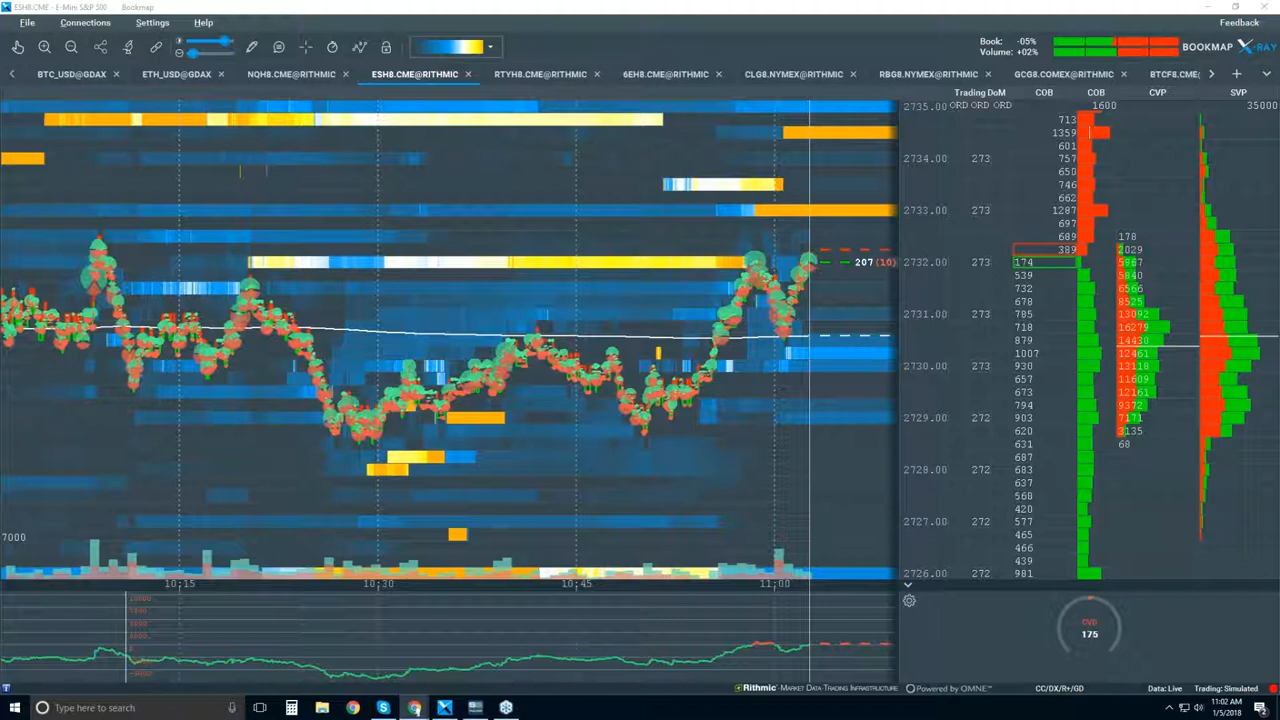 ESH8.CME - E-Mini S&P 500 Bookmap
File Connections Settings Help Feedback
Book: -05%
Volume: +02%
BOOKMAP X-RAY
BTC_USD@GDAX ETH_USD@GDAX NQH8.CME@RITHMIC ESH8.CME@RITHMIC RTYH8.CME@RITHMIC 6EH8.CME@RITHMIC CLG8.NYMEX@RITHMIC RBG8.NYMEX@RITHMIC GCG8.COMEX@RITHMIC BTCF8.CME
Trading DoM COB COB CVP SVP
2735.00 ORD ORD ORD 1600 35000
713
1359
601
2734.00 273 757
650
746
662
2733.00 273 1287
697
689 178
389 2029
207 (10) 2732.00 273 174 5967
539 5840
732 6566
678 8525
2731.00 785 13092
718 16279
879 14430
1007 12461
2730.00 273 930 13118
657 11609
673 12161
794 9372
2729.00 272 903 7171
620 3135
631 68
687
2728.00 272 683
637
568
420
2727.00 272 577
7000 465
466
439
2726.00 272 981
10:15 10:30 10:45 11:00
CVD
175
Rithmic - MARKET DATA-TRADING INFRASTRUCTURE Powered by OMNE™ CC/DX/R+/GD Data: Live Trading: Simulated
Type here to search
11:02 AM
1/5/2018
2